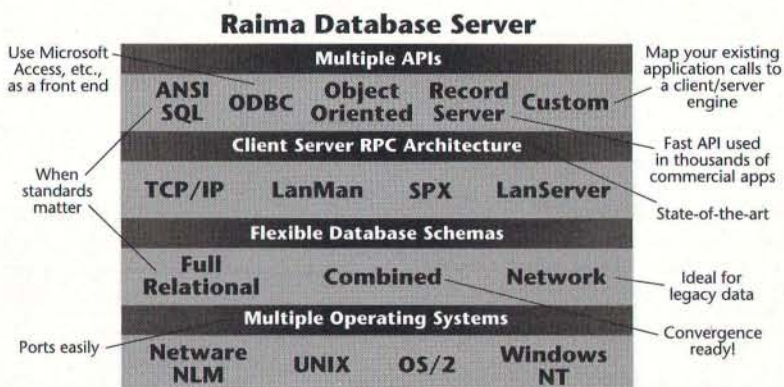 Raima Database Server
Use Microsoft
Access, etc.,
as a front end
Multiple APIs
Map your existing
application calls to
a client/server
engine
ANSI
SQL
ODBC
Object
Oriented
Record
Server
Custom
Client Server RPC Architecture
Fast API used
in thousands of
commercial apps
When
standards
matter
TCP/IP LanMan SPX LanServer
State-of-the-art
Flexible Database Schemas
Full
Relational
Combined
Network
Ideal for
legacy data
Multiple Operating Systems
Convergence
ready!
Ports easily
Netware
NLM
UNIX
OS/2
Windows
NT